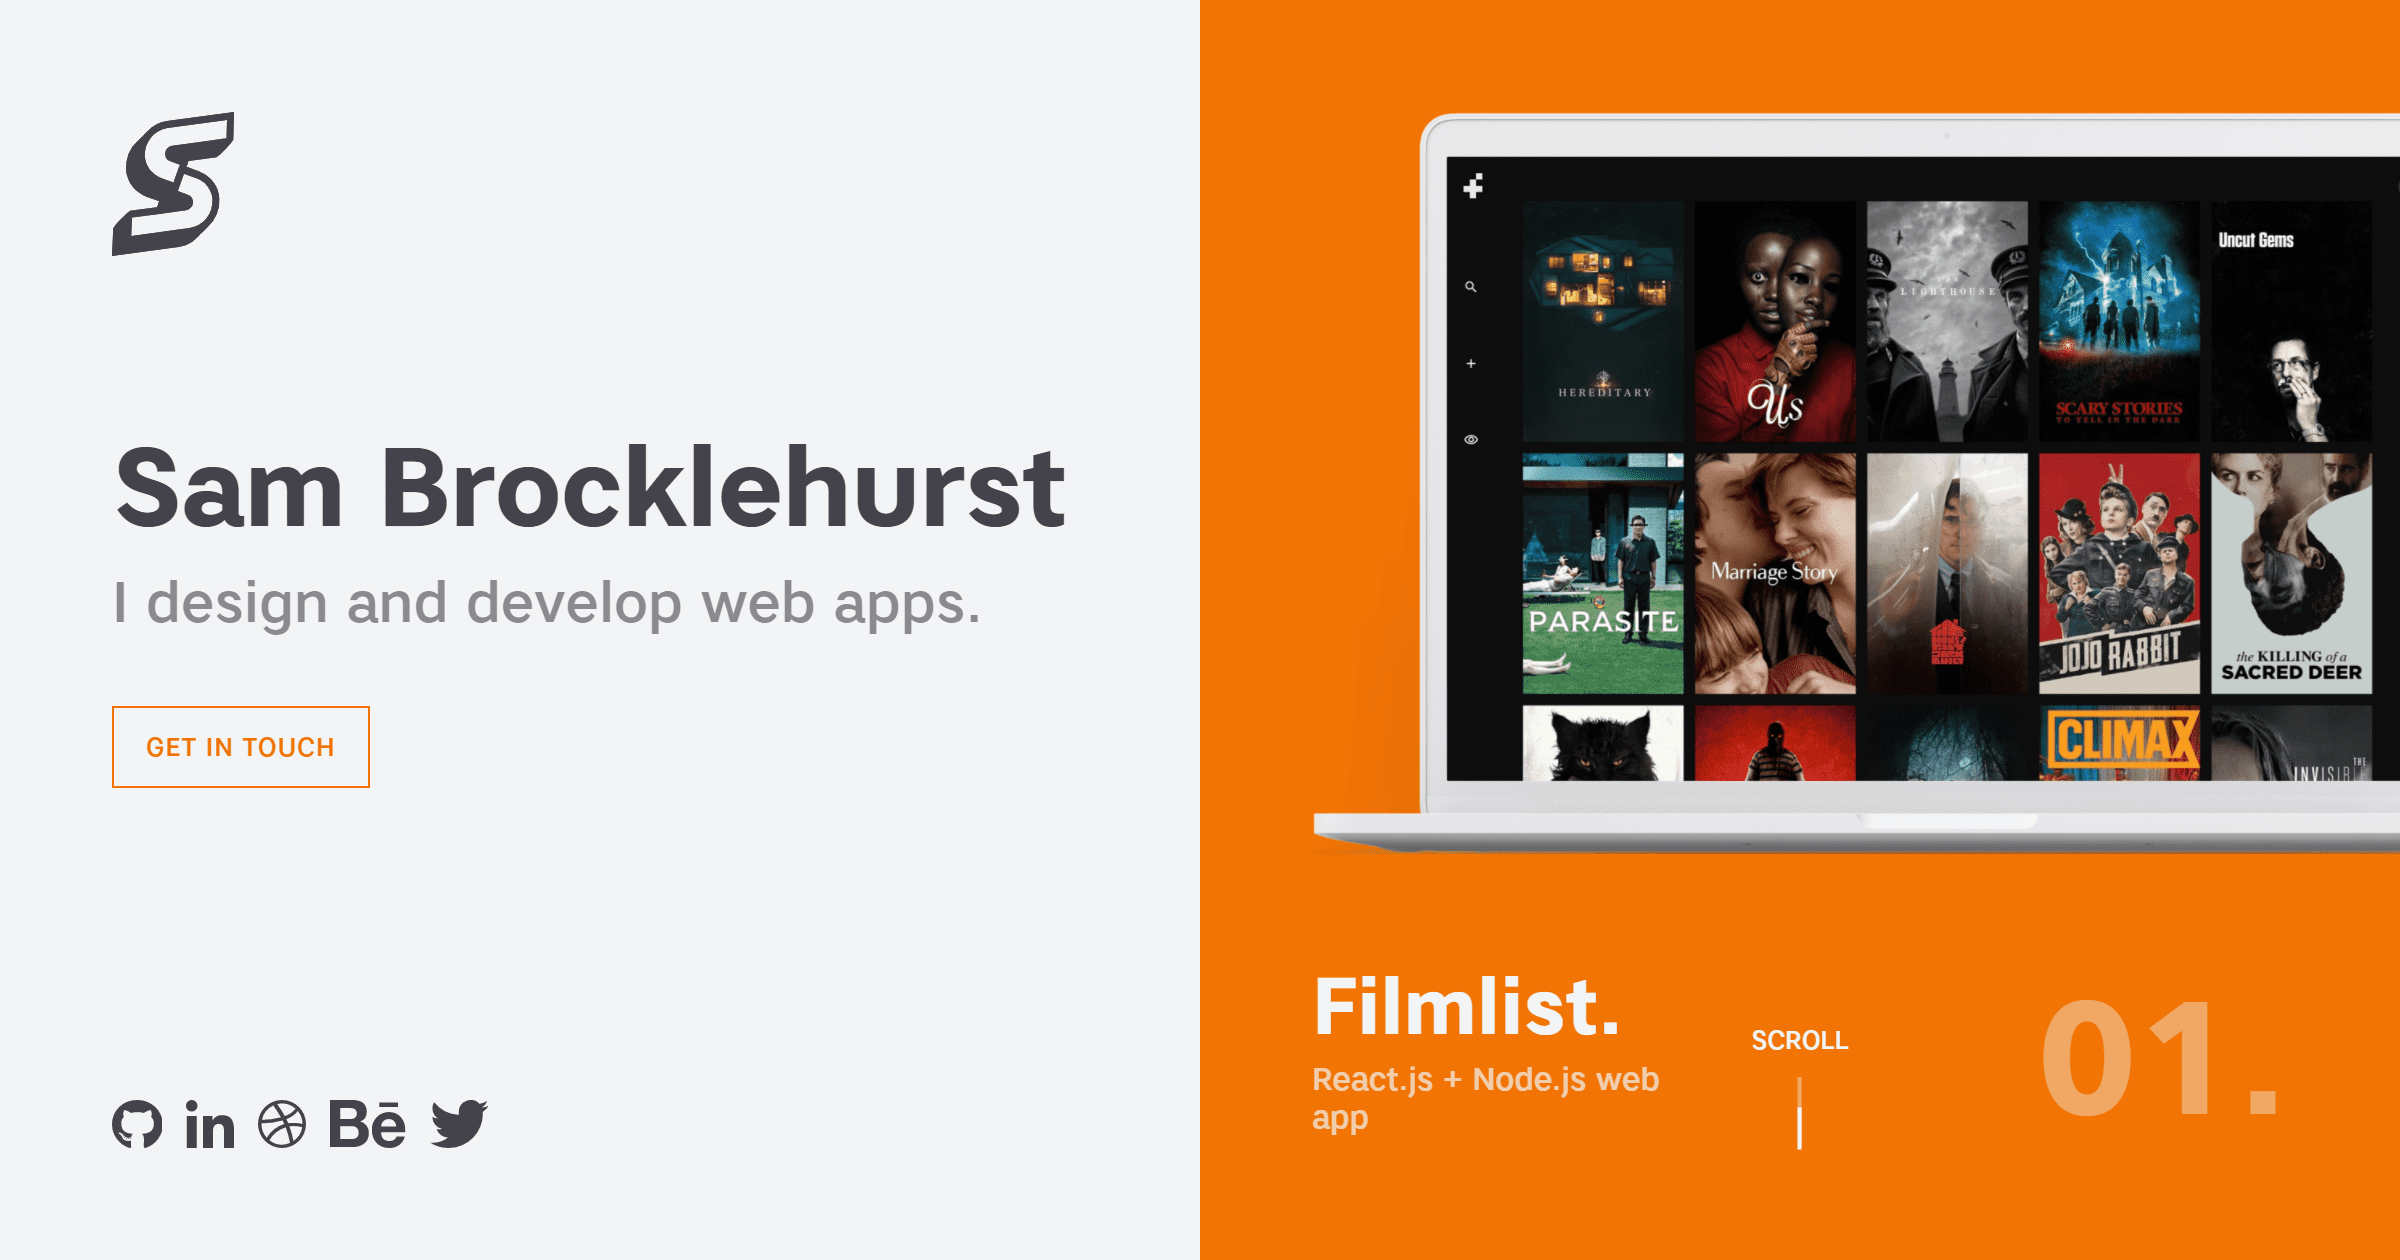 Sam Brocklehurst
I design and develop web apps.
GET IN TOUCH
in
Bē
HEREDITARY
Us
LIGHTHOUSE
SCARY STORIES
TO TELL IN THE DARK
Uncut Gems
PARASITE
Marriage Story
JOJO RABBIT
the KILLING of a
SACRED DEER
CLIMAX
THE
INVISIBLE
Filmlist.
React.js + Node.js web
app
SCROLL
01.